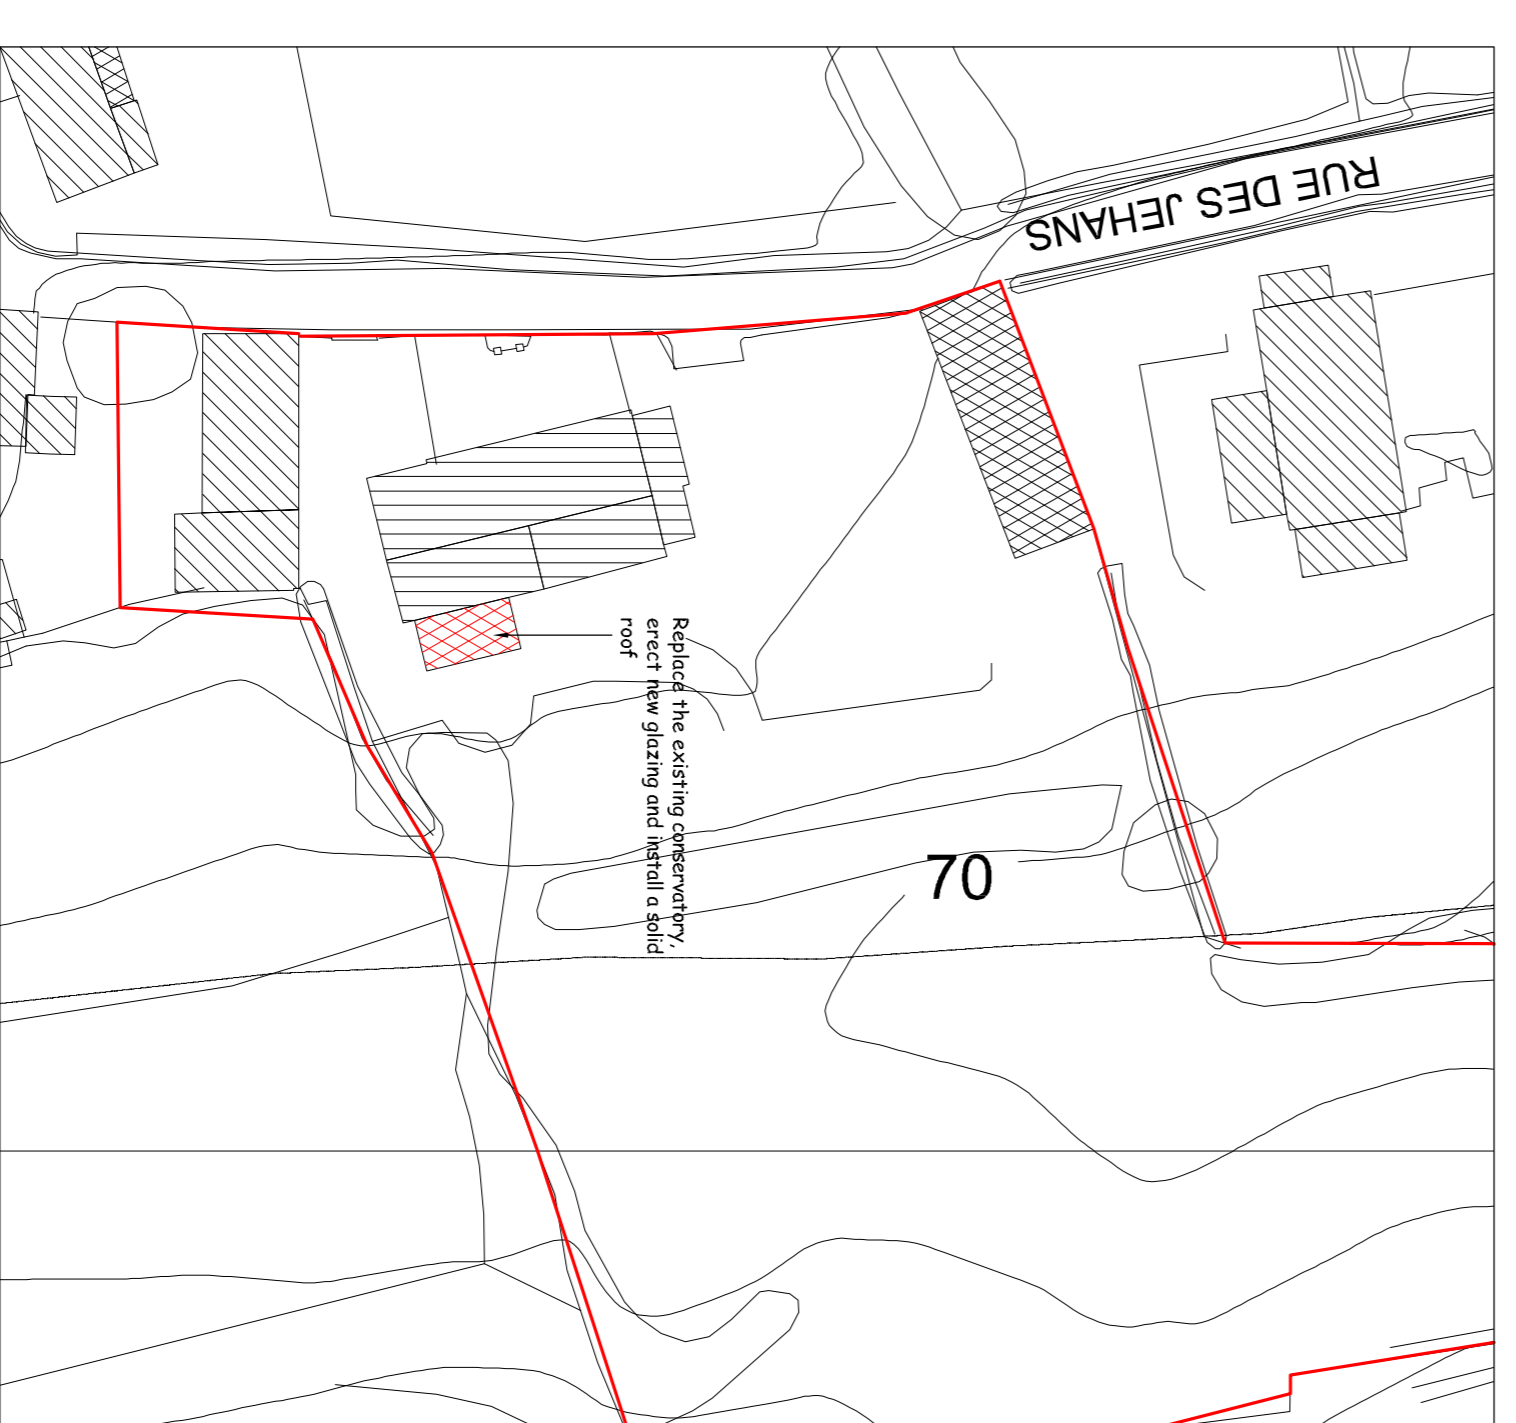 RUE DES JEHANS
Replace the existing conservatory,
erect new glazing and install a solid
roof
70